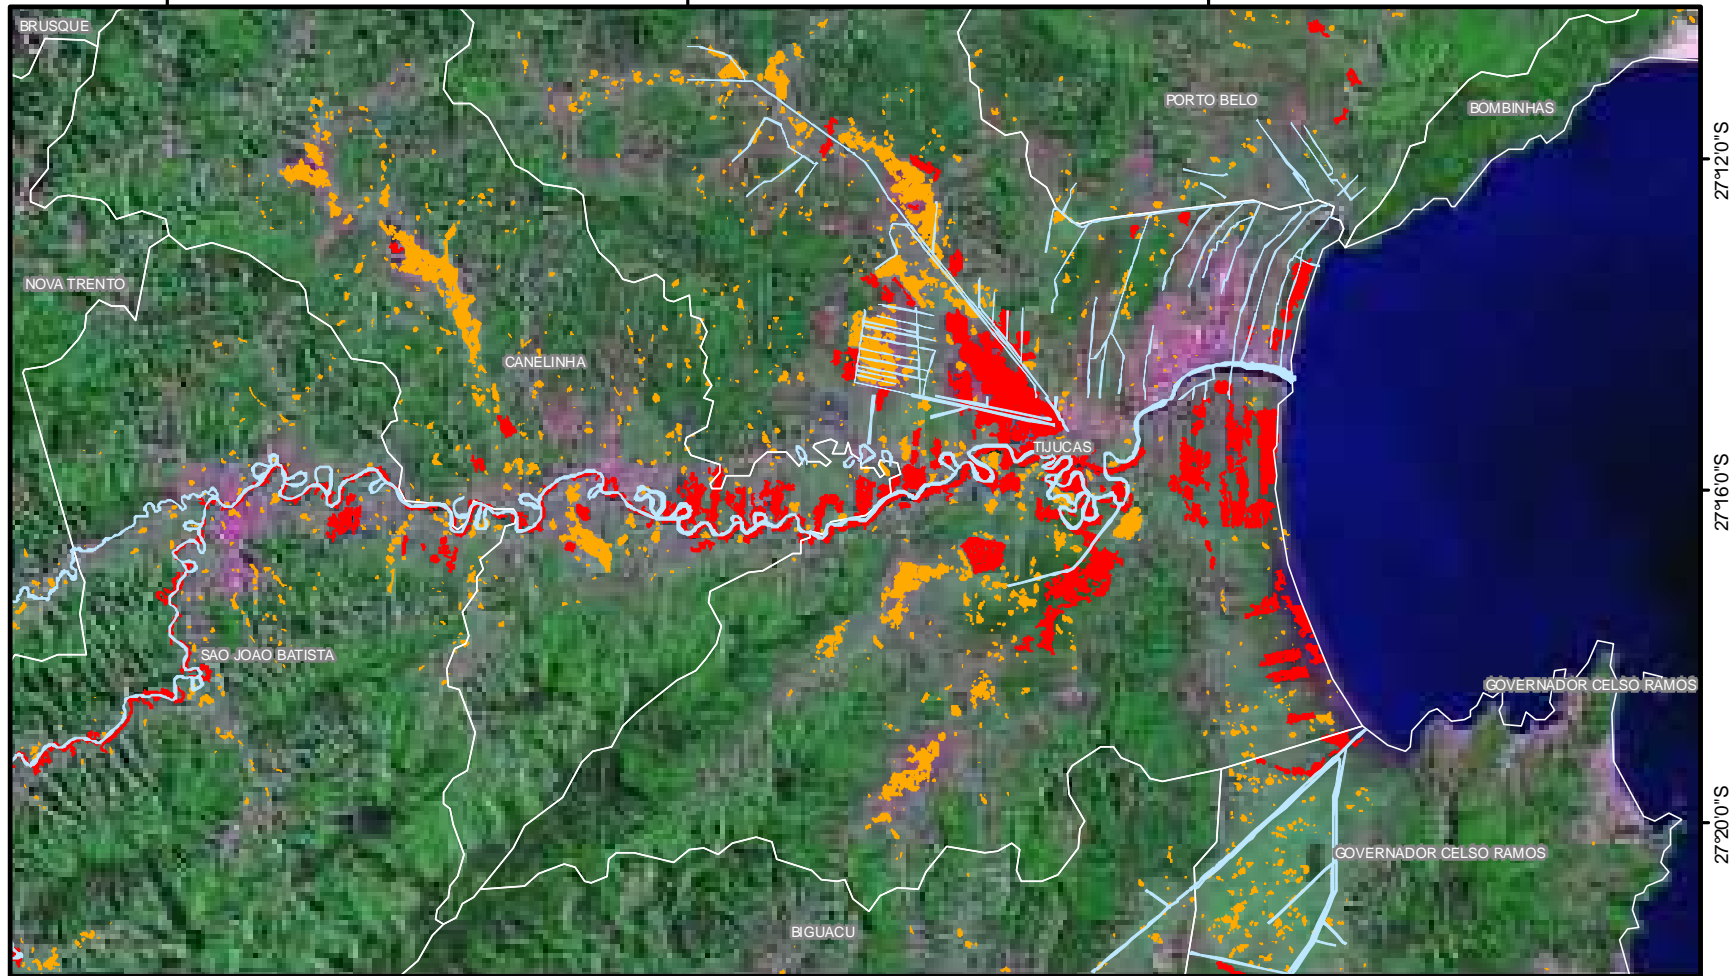 BRUSQUE
PORTO BELO
BOMBINHAS
27°12'0"S
NOVA TRENTO
CANELINHA
TIJUCAS
27°16'0"S
SAO JOAO BATISTA
GOVERNADOR CELSO RAMOS
27°20'0"S
GOVERNADOR CELSO RAMOS
BIGUACU